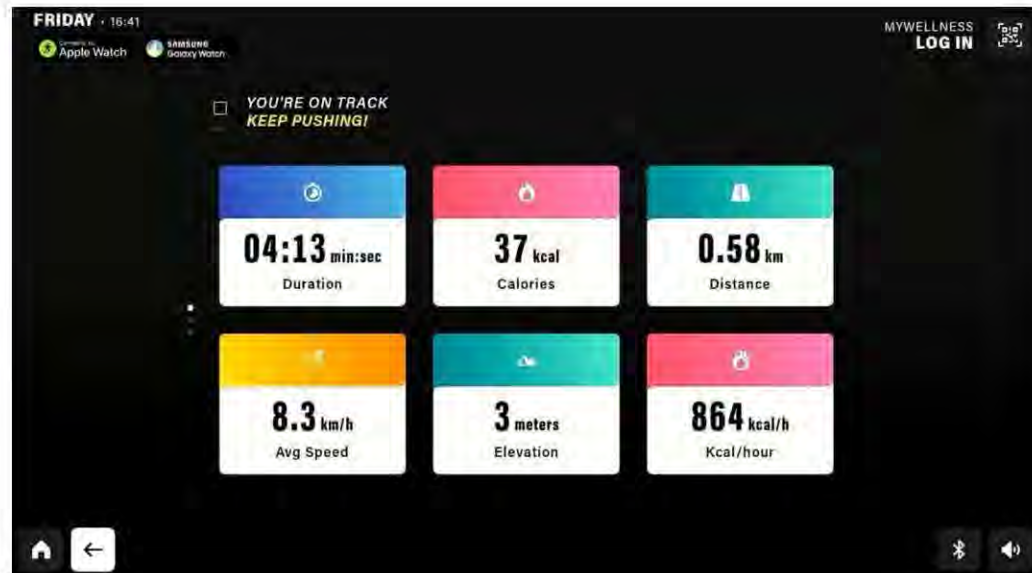 FRIDAY · 16:41
Apple Watch
SAMSUNG
Galaxy Watch
MYWELLNESS
LOG IN
YOU'RE ON TRACK
KEEP PUSHING!
04:13 min:sec
Duration
37 kcal
Calories
0.58 km
Distance
8.3 km/h
Avg Speed
3 meters
Elevation
864 kcal/h
Kcal/hour